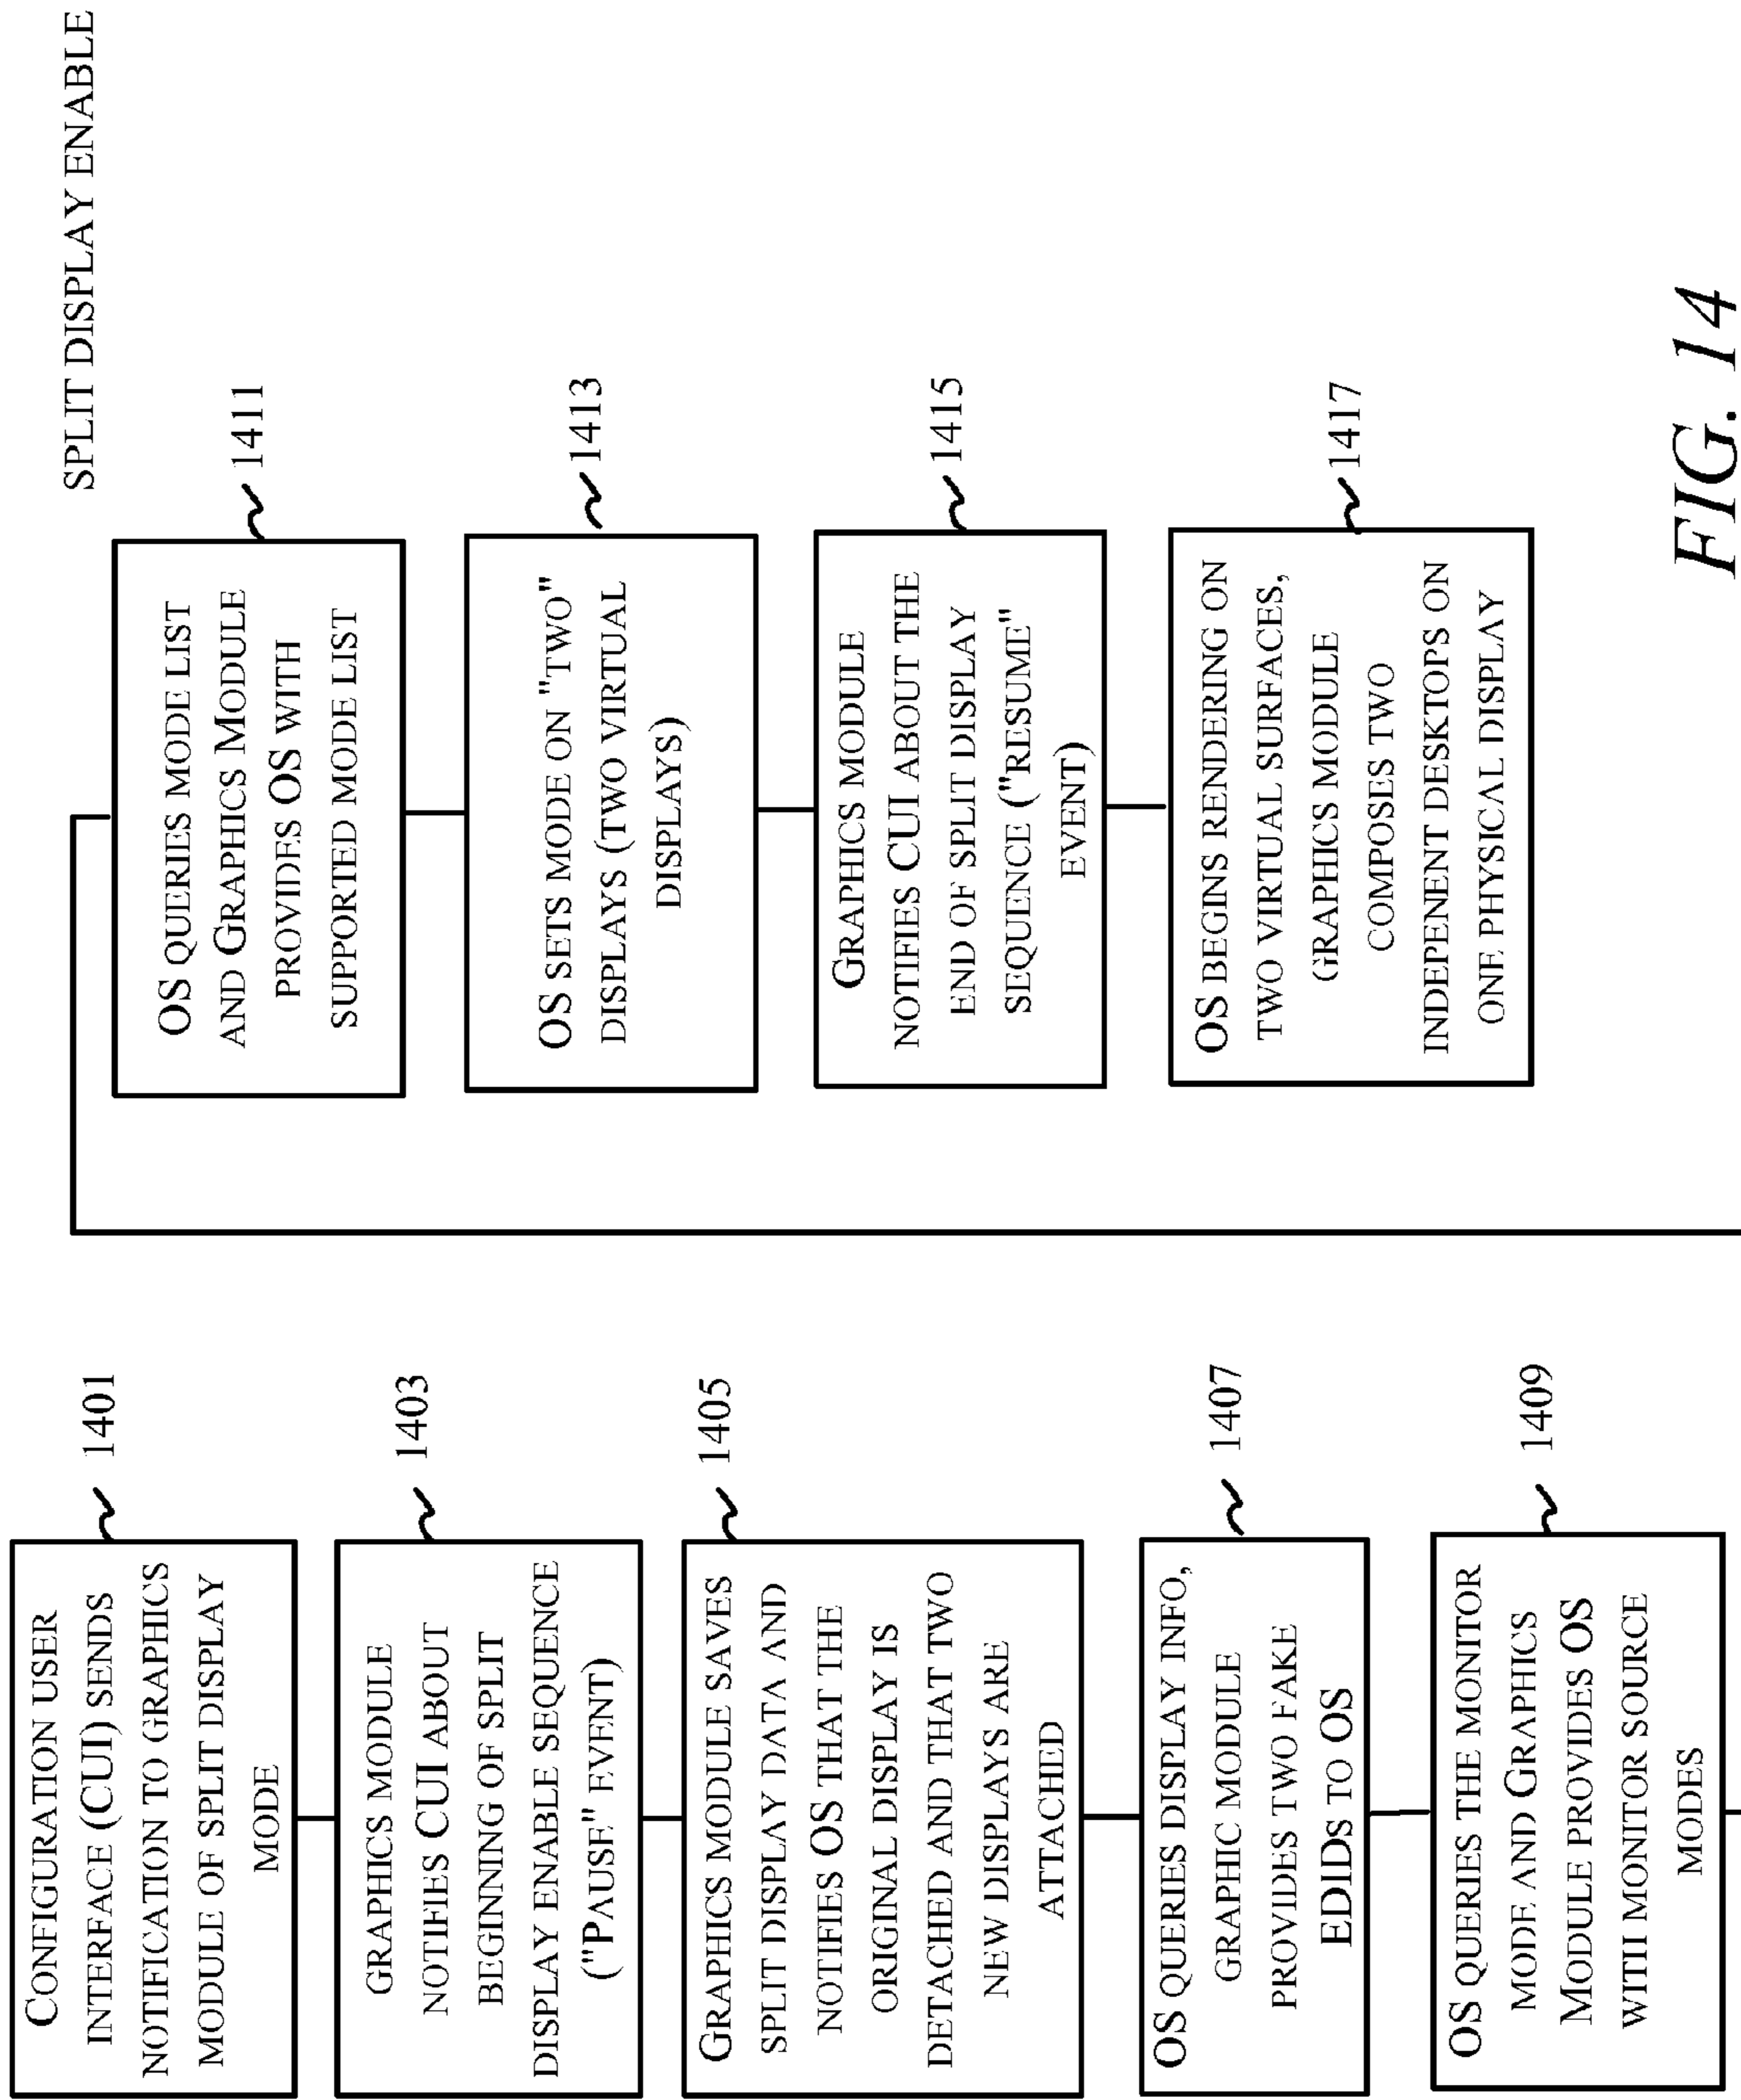 SPLIT DISPLAY ENABLE
CONFIGURATION USER
INTERFACE (CUI) SENDS
NOTIFICATION TO GRAPHICS
MODULE OF SPLIT DISPLAY
MODE
1401
GRAPHICS MODULE
NOTIFIES CUI ABOUT
BEGINNING OF SPLIT
DISPLAY ENABLE SEQUENCE
("PAUSE" EVENT)
1403
GRAPHICS MODULE SAVES
SPLIT DISPLAY DATA AND
NOTIFIES OS THAT THE
ORIGINAL DISPLAY IS
DETACHED AND THAT TWO
NEW DISPLAYS ARE
ATTACHED
1405
OS QUERIES DISPLAY INFO,
GRAPHIC MODULE
PROVIDES TWO FAKE
EDIDS TO OS
1407
OS QUERIES THE MONITOR
MODE AND GRAPHICS
MODULE PROVIDES OS
WITH MONITOR SOURCE
MODES
1409
OS QUERIES MODE LIST
AND GRAPHICS MODULE
PROVIDES OS WITH
SUPPORTED MODE LIST
1411
OS SETS MODE ON "TWO"
DISPLAYS (TWO VIRTUAL
DISPLAYS)
1413
GRAPHICS MODULE
NOTIFIES CUI ABOUT THE
END OF SPLIT DISPLAY
SEQUENCE ("RESUME"
EVENT)
1415
OS BEGINS RENDERING ON
TWO VIRTUAL SURFACES,
GRAPHICS MODULE
COMPOSES TWO
INDEPENENT DESKTOPS ON
ONE PHYSICAL DISPLAY
1417
FIG. 14